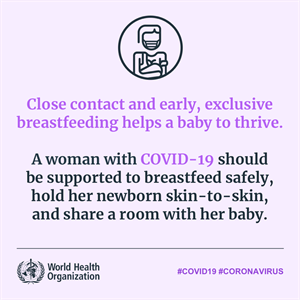 Close contact and early, exclusive
breastfeeding helps a baby to thrive.
A woman with COVID-19 should
be supported to breastfeed safely,
hold her newborn skin-to-skin,
and share a room with her baby.
World Health
Organization
#COVID19 #CORONAVIRUS